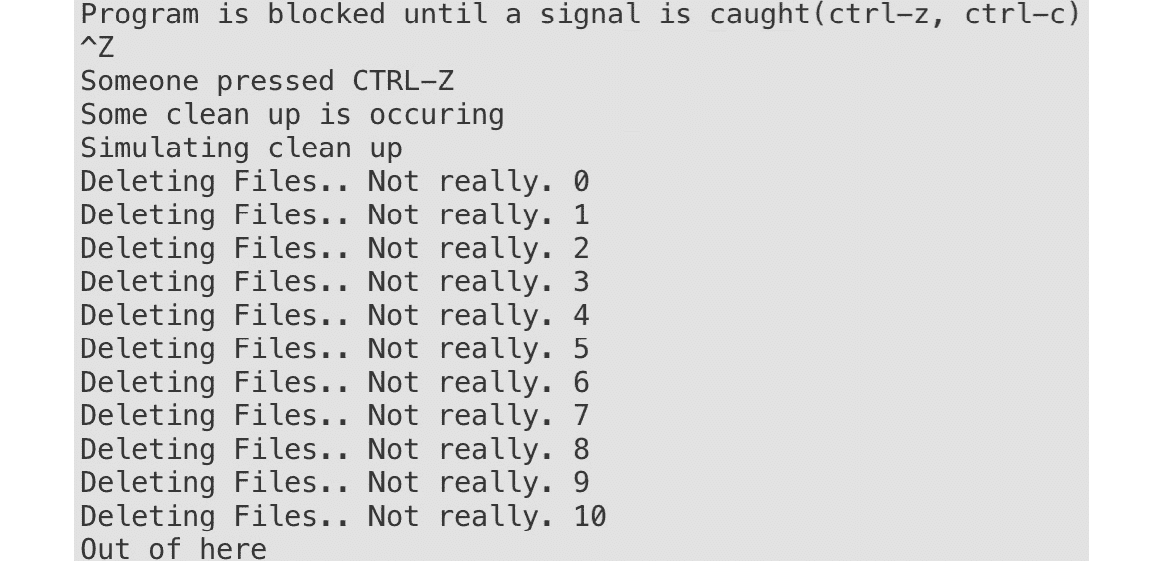 Program is blocked until a signal is caught(ctrl-z, ctrl-c)
^Z
Someone pressed CTRL-Z
Some clean up is occuring
Simulating clean up
Deleting Files.. Not really. 0
Deleting Files.. Not really. 1
Deleting Files.. Not really. 2
Deleting Files.. Not really. 3
Deleting Files.. Not really. 4
Deleting Files.. Not really. 5
Deleting Files.. Not really. 6
Deleting Files.. Not really. 7
Deleting Files.. Not really. 8
Deleting Files.. Not really. 9
Deleting Files.. Not really. 10
Out of here